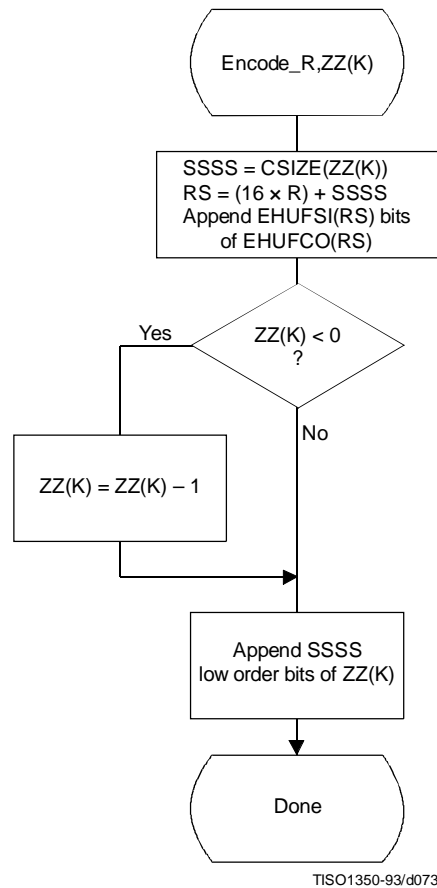 Encode_R,ZZ(K)
SSSS = CSIZE(ZZ(K))
RS = (16 × R) + SSSS
Append EHUFSI(RS) bits
of EHUFCO(RS)
Yes
ZZ(K) < 0
?
No
ZZ(K) = ZZ(K) – 1
Append SSSS
low order bits of ZZ(K)
Done
TISO1350-93/d073